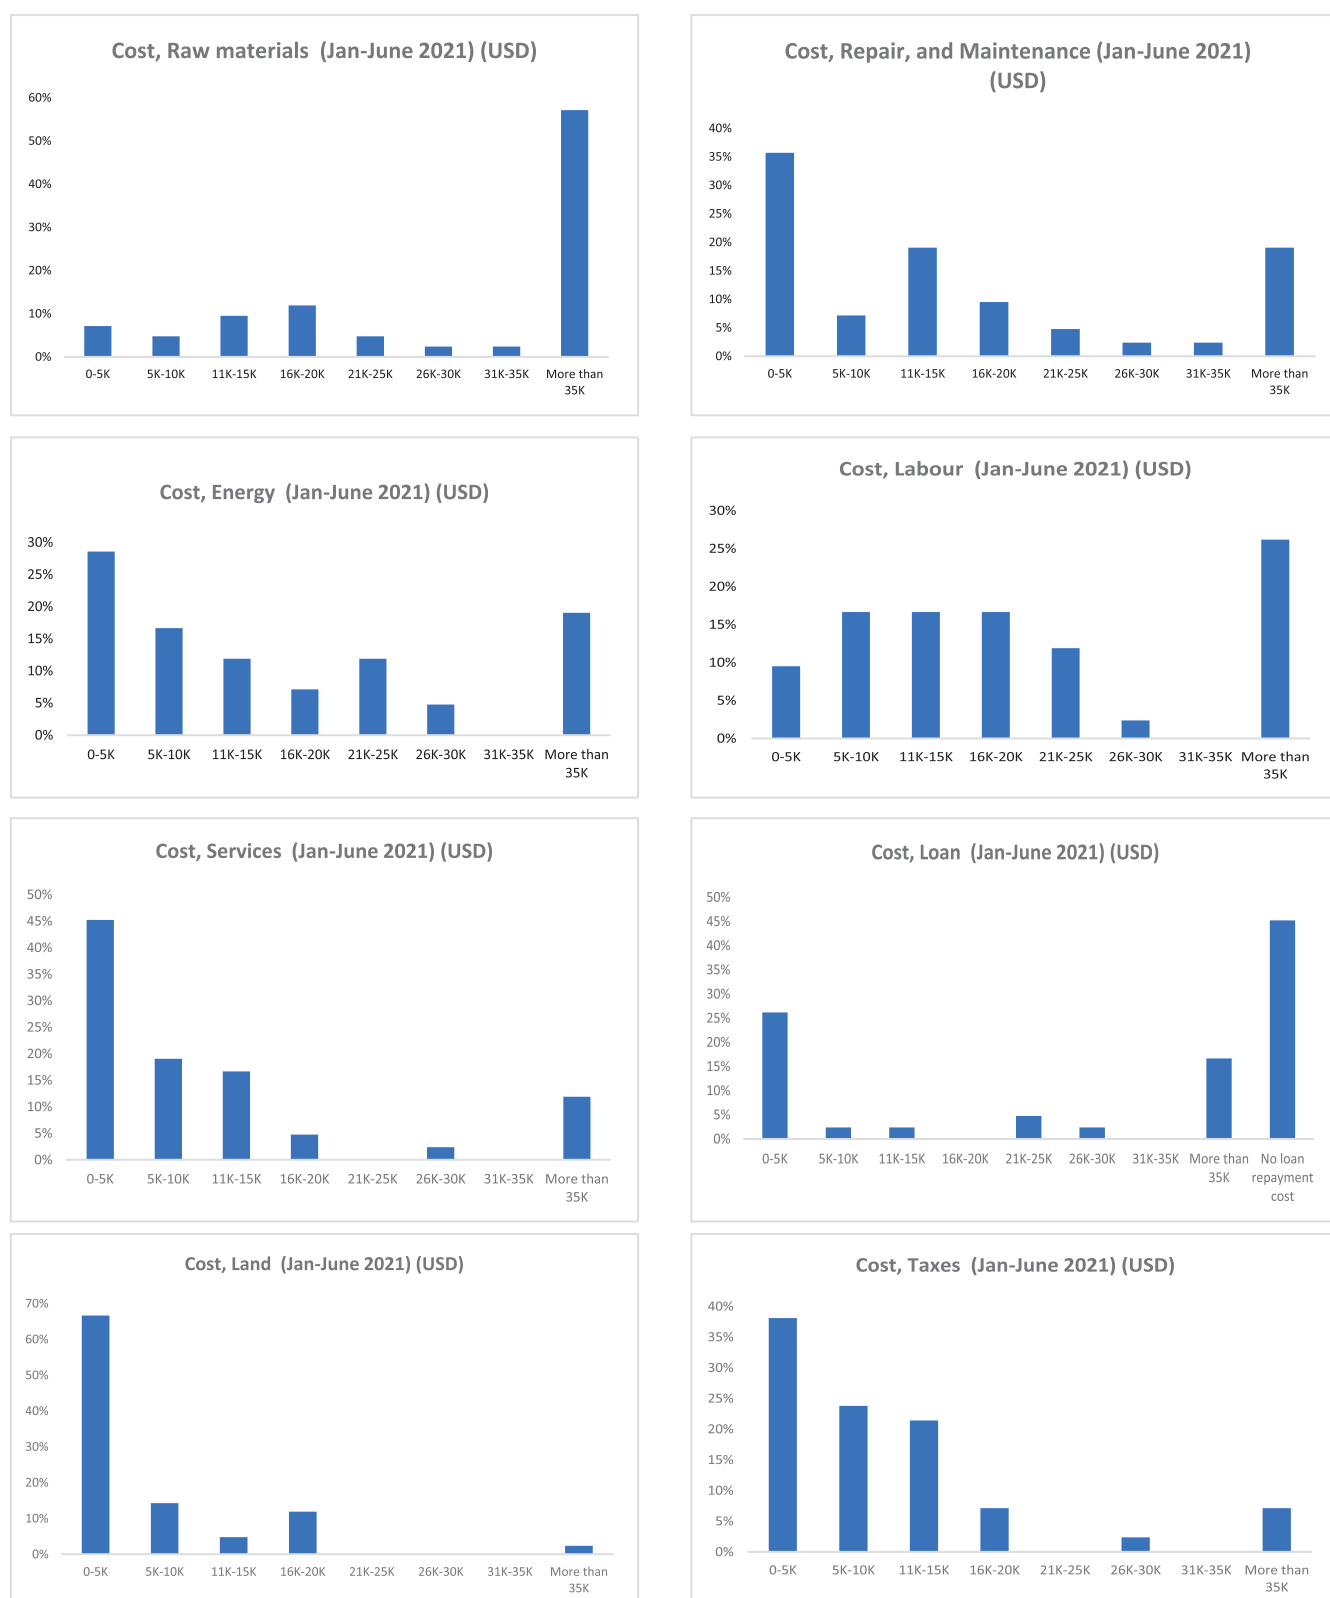 Cost, Raw materials (Jan-June 2021) (USD)
60%
50%
40%
30%
20%
10%
0%
0-5K 5K-10K 11K-15K 16K-20K 21K-25K 26K-30K 31K-35K More than
35K
Cost, Repair, and Maintenance (Jan-June 2021)
(USD)
40%
35%
30%
25%
20%
15%
10%
5%
0%
0-5K 5K-10K 11K-15K 16K-20K 21K-25K 26K-30K 31K-35K More than
35K
Cost, Energy (Jan-June 2021) (USD)
30%
25%
20%
15%
10%
5%
0%
0-5K 5K-10K 11K-15K 16K-20K 21K-25K 26K-30K 31K-35K More than
35K
Cost, Labour (Jan-June 2021) (USD)
30%
25%
20%
15%
10%
5%
0%
0-5K 5K-10K 11K-15K 16K-20K 21K-25K 26K-30K 31K-35K More than
35K
Cost, Services (Jan-June 2021) (USD)
50%
45%
40%
35%
30%
25%
20%
15%
10%
5%
0%
0-5K 5K-10K 11K-15K 16K-20K 21K-25K 26K-30K 31K-35K More than
35K
Cost, Loan (Jan-June 2021) (USD)
50%
45%
40%
35%
30%
25%
20%
15%
10%
5%
0%
0-5K 5K-10K 11K-15K 16K-20K 21K-25K 26K-30K 31K-35K More than No loan
35K repayment
cost
Cost, Land (Jan-June 2021) (USD)
70%
60%
50%
40%
30%
20%
10%
0%
0-5K 5K-10K 11K-15K 16K-20K 21K-25K 26K-30K 31K-35K More than
35K
Cost, Taxes (Jan-June 2021) (USD)
40%
35%
30%
25%
20%
15%
10%
5%
0%
0-5K 5K-10K 11K-15K 16K-20K 21K-25K 26K-30K 31K-35K More than
35K